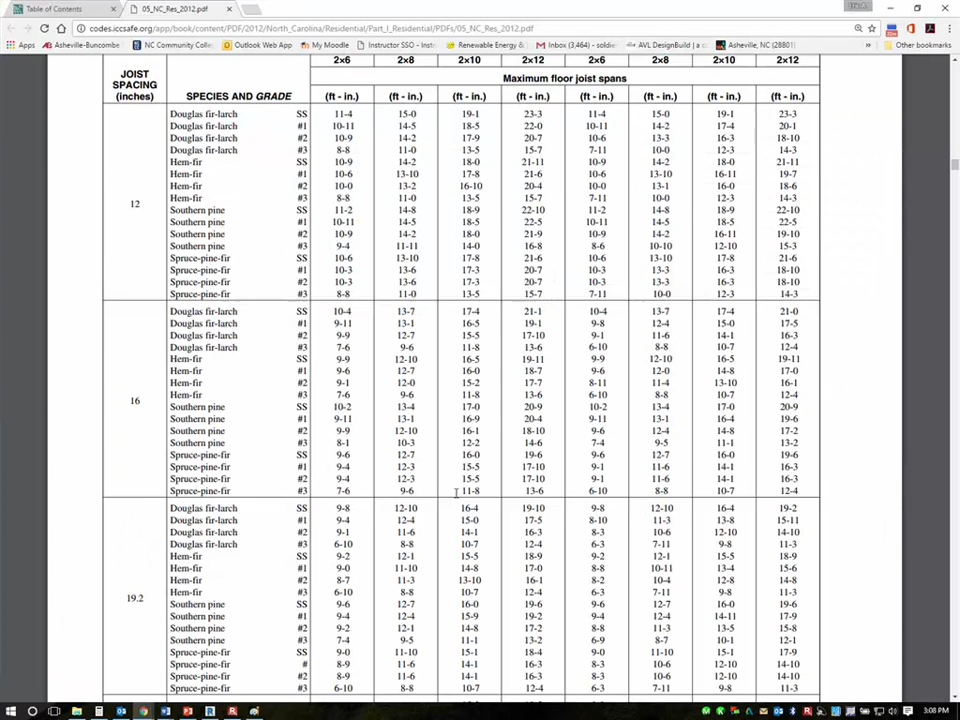 Table of Contents
05_NC_Res_2012.pdf
codes.iccsafe.org/app/book/content/PDF/2012/North_Carolina/Residential/Part_I_Residential/PDFs/05_NC_Res_2012.pdf
Apps Asheville-Buncombe NC Community Colleg Outlook Web App My Moodle Instructor SSO - Instru Renewable Energy & Inbox (3,464) - soldie AVL DesignBuild | a co Asheville, NC (28801) Other bookmarks
2×6 2×8 2×10 2×12 2×6 2×8 2×10 2×12
JOIST SPACING (inches) SPECIES AND GRADE Maximum floor joist spans
(ft - in.) (ft - in.) (ft - in.) (ft - in.) (ft - in.) (ft - in.) (ft - in.) (ft - in.)
12
Douglas fir-larch SS 11-4 15-0 19-1 23-3 11-4 15-0 19-1 23-3
Douglas fir-larch #1 10-11 14-5 18-5 22-0 10-11 14-2 17-4 20-1
Douglas fir-larch #2 10-9 14-2 17-9 20-7 10-6 13-3 16-3 18-10
Douglas fir-larch #3 8-8 11-0 13-5 15-7 7-11 10-0 12-3 14-3
Hem-fir SS 10-9 14-2 18-0 21-11 10-9 14-2 18-0 21-11
Hem-fir #1 10-6 13-10 17-8 21-6 10-6 13-10 16-11 19-7
Hem-fir #2 10-0 13-2 16-10 20-4 10-0 13-1 16-0 18-6
Hem-fir #3 8-8 11-0 13-5 15-7 7-11 10-0 12-3 14-3
Southern pine SS 11-2 14-8 18-9 22-10 11-2 14-8 18-9 22-10
Southern pine #1 10-11 14-5 18-5 22-5 10-11 14-5 18-5 22-5
Southern pine #2 10-9 14-2 18-0 21-9 10-9 14-2 16-11 19-10
Southern pine #3 9-4 11-11 14-0 16-8 8-6 10-10 12-10 15-3
Spruce-pine-fir SS 10-6 13-10 17-8 21-6 10-6 13-10 17-8 21-6
Spruce-pine-fir #1 10-3 13-6 17-3 20-7 10-3 13-3 16-3 18-10
Spruce-pine-fir #2 10-3 13-6 17-3 20-7 10-3 13-3 16-3 18-10
Spruce-pine-fir #3 8-8 11-0 13-5 15-7 7-11 10-0 12-3 14-3
16
Douglas fir-larch SS 10-4 13-7 17-4 21-1 10-4 13-7 17-4 21-0
Douglas fir-larch #1 9-11 13-1 16-5 19-1 9-8 12-4 15-0 17-5
Douglas fir-larch #2 9-9 12-7 15-5 17-10 9-1 11-6 14-1 16-3
Douglas fir-larch #3 7-6 9-6 11-8 13-6 6-10 8-8 10-7 12-4
Hem-fir SS 9-9 12-10 16-5 19-11 9-9 12-10 16-5 19-11
Hem-fir #1 9-6 12-7 16-0 18-7 9-6 12-0 14-8 17-0
Hem-fir #2 9-1 12-0 15-2 17-7 8-11 11-4 13-10 16-1
Hem-fir #3 7-6 9-6 11-8 13-6 6-10 8-8 10-7 12-4
Southern pine SS 10-2 13-4 17-0 20-9 10-2 13-4 17-0 20-9
Southern pine #1 9-11 13-1 16-9 20-4 9-11 13-1 16-4 19-6
Southern pine #2 9-9 12-10 16-1 18-10 9-6 12-4 14-8 17-2
Southern pine #3 8-1 10-3 12-2 14-6 7-4 9-5 11-1 13-2
Spruce-pine-fir SS 9-6 12-7 16-0 19-6 9-6 12-7 16-0 19-6
Spruce-pine-fir #1 9-4 12-3 15-5 17-10 9-1 11-6 14-1 16-3
Spruce-pine-fir #2 9-4 12-3 15-5 17-10 9-1 11-6 14-1 16-3
Spruce-pine-fir #3 7-6 9-6 11-8 13-6 6-10 8-8 10-7 12-4
19.2
Douglas fir-larch SS 9-8 12-10 16-4 19-10 9-8 12-10 16-4 19-2
Douglas fir-larch #1 9-4 12-4 15-0 17-5 8-10 11-3 13-8 15-11
Douglas fir-larch #2 9-1 11-6 14-1 16-3 8-3 10-6 12-10 14-10
Douglas fir-larch #3 6-10 8-8 10-7 12-4 6-3 7-11 9-8 11-3
Hem-fir SS 9-2 12-1 15-5 18-9 9-2 12-1 15-5 18-9
Hem-fir #1 9-0 11-10 14-8 17-0 8-8 10-11 13-4 15-6
Hem-fir #2 8-7 11-3 13-10 16-1 8-2 10-4 12-8 14-8
Hem-fir #3 6-10 8-8 10-7 12-4 6-3 7-11 9-8 11-3
Southern pine SS 9-6 12-7 16-0 19-6 9-6 12-7 16-0 19-6
Southern pine #1 9-4 12-4 15-9 19-2 9-4 12-4 14-11 17-9
Southern pine #2 9-2 12-1 14-8 17-2 8-8 11-3 13-5 15-8
Southern pine #3 7-4 9-5 11-1 13-2 6-9 8-7 10-1 12-1
Spruce-pine-fir SS 9-0 11-10 15-1 18-4 9-0 11-10 15-1 17-9
Spruce-pine-fir # 8-9 11-6 14-1 16-3 8-3 10-6 12-10 14-10
Spruce-pine-fir #2 8-9 11-6 14-1 16-3 8-3 10-6 12-10 14-10
Spruce-pine-fir #3 6-10 8-8 10-7 12-4 6-3 7-11 9-8 11-3
3:08 PM